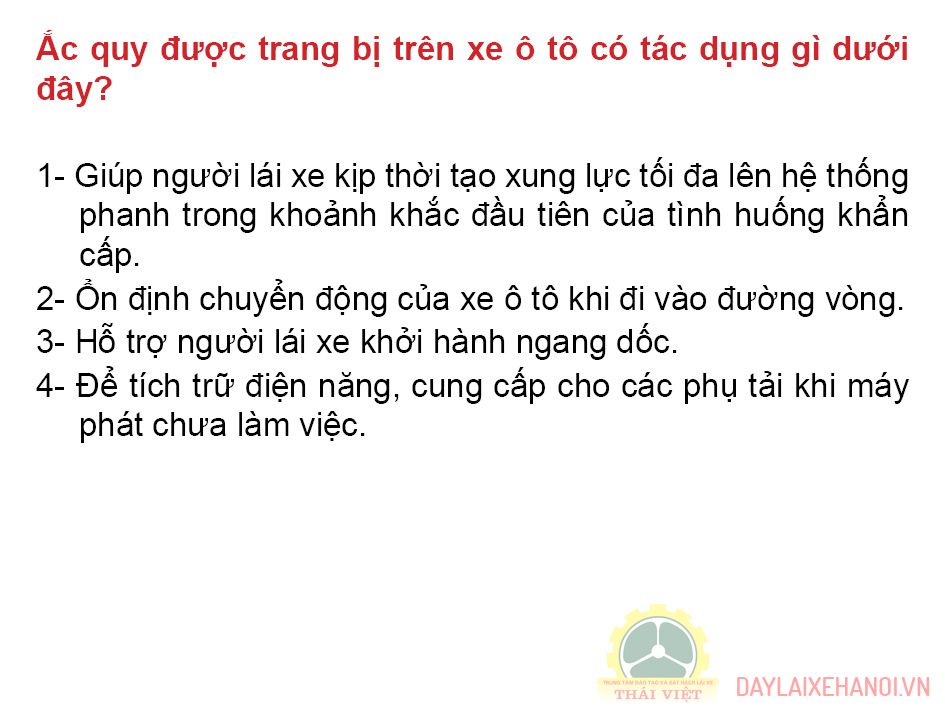 Ắc quy được trang bị trên xe ô tô có tác dụng gì dưới
đây?
1- Giúp người lái xe kịp thời tạo xung lực tối đa lên hệ thống
phanh trong khoảnh khắc đầu tiên của tình huống khẩn
cấp.
2- Ổn định chuyển động của xe ô tô khi đi vào đường vòng.
3- Hỗ trợ người lái xe khởi hành ngang dốc.
4- Để tích trữ điện năng, cung cấp cho các phụ tải khi máy
phát chưa làm việc.
TRUNG TÂM ĐÀO TẠO VÀ SÁT HẠCH LÁI XE
THÁI VIỆT
DAYLAIXEHANOI.VN